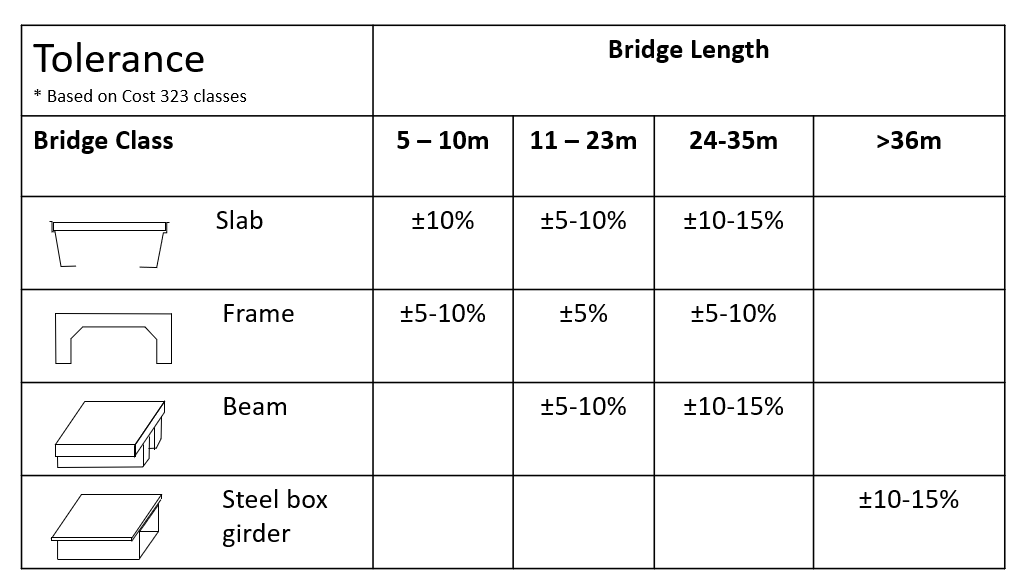 Tolerance
* Based on Cost 323 classes
Bridge Length
Bridge Class
5 – 10m
11 – 23m
24-35m
>36m
Slab
±10%
±5-10%
±10-15%
Frame
±5-10%
±5%
±5-10%
Beam
±5-10%
±10-15%
Steel box
girder
±10-15%